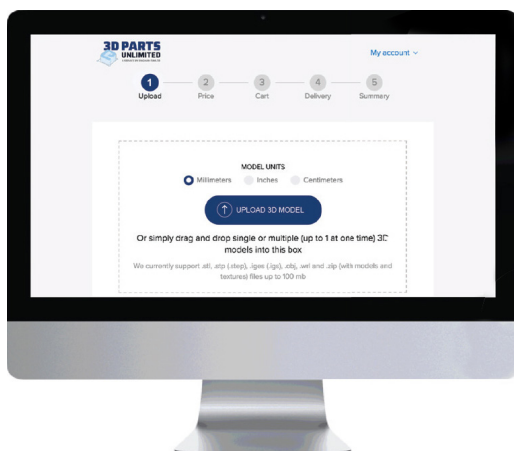 3D PARTS
UNLIMITED
My account
1 2 3 4 5
Upload Price Cart Delivery Summary
MODEL UNITS
Millimeters Inches Centimeters
UPLOAD 3D MODEL
Or simply drag and drop single or multiple (up to 1 at one time) 3D
models into this box
We currently support .stl, .stp (.step), .iges (.igs), .obj, .wrl and .zip (with models and
textures) files up to 100 mb